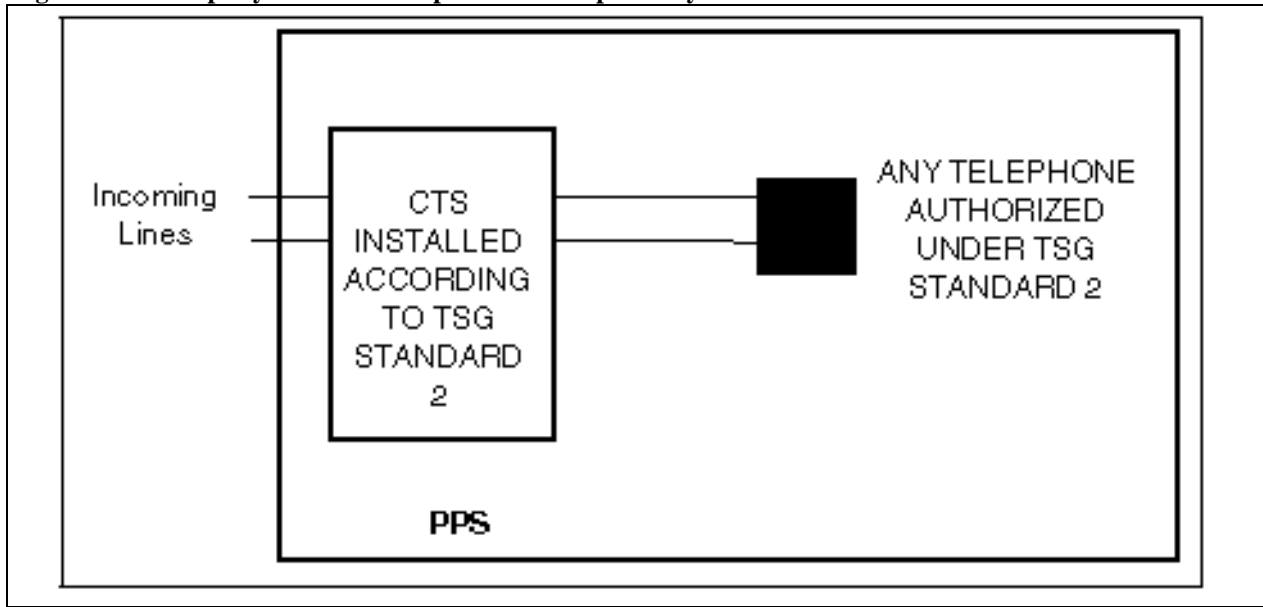 Incoming
Lines
CTS
INSTALLED
ACCORDING
TO TSG
STANDARD
2
ANY TELEPHONE
AUTHORIZED
UNDER TSG
STANDARD 2
PPS